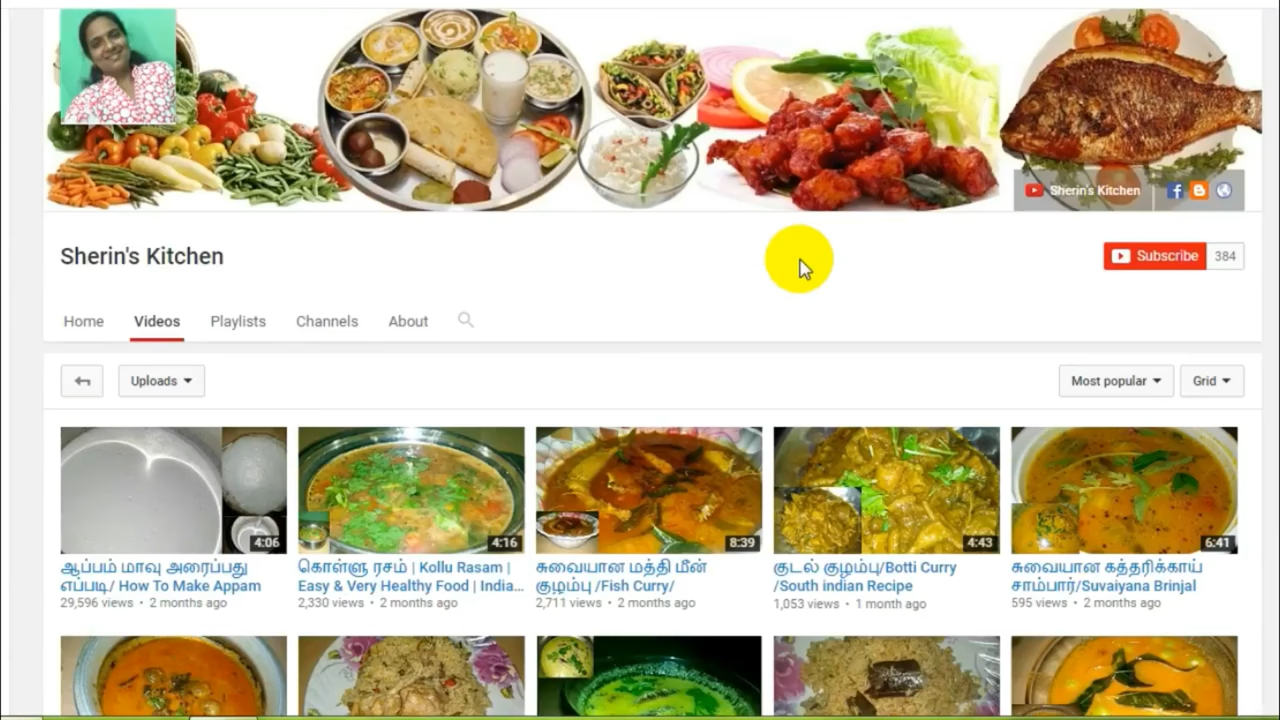 Sherin's Kitchen
Sherin's Kitchen
Subscribe 384
Home Videos Playlists Channels About
Uploads Most popular Grid
4:06 4:16 8:39 4:43 6:41
ஆப்பம் மாவு அரைப்பது
எப்படி/ How To Make Appam
29,596 views • 2 months ago
கொள்ளு ரசம் | Kollu Rasam |
Easy & Very Healthy Food | India...
2,330 views • 2 months ago
சுவையான மத்தி மீன்
குழம்பு /Fish Curry/
2,711 views • 2 months ago
குடல் குழம்பு/Botti Curry
/South indian Recipe
1,053 views • 1 month ago
சுவையான கத்தரிக்காய்
சாம்பார்/Suvaiyana Brinjal
595 views • 2 months ago